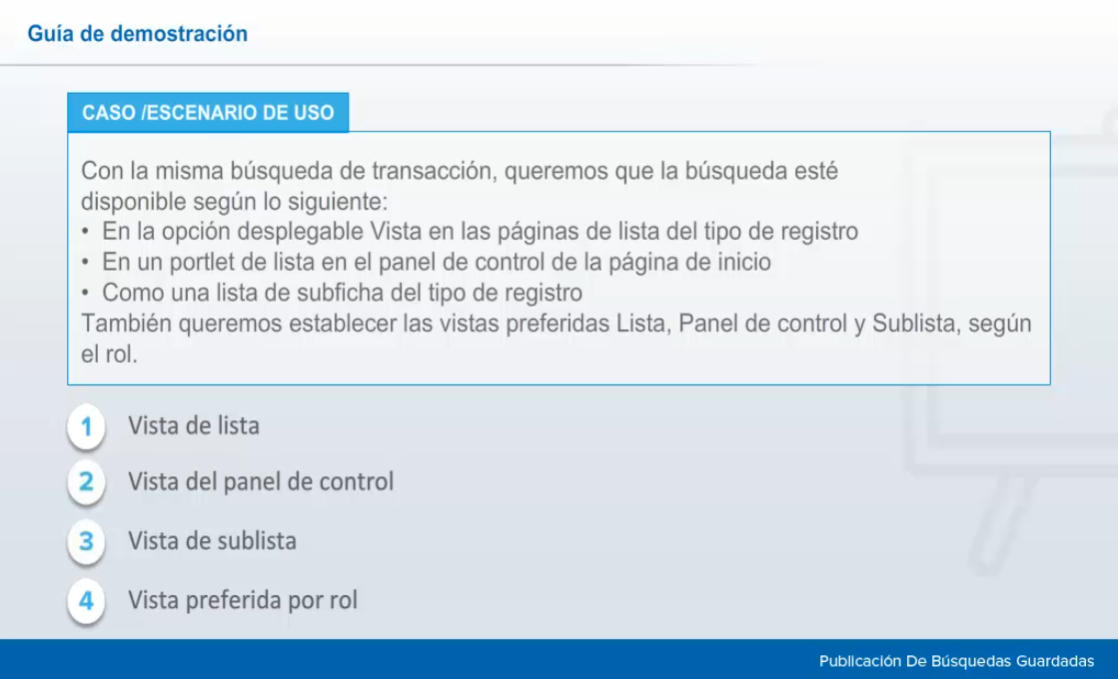 Guía de demostración
CASO /ESCENARIO DE USO
Con la misma búsqueda de transacción, queremos que la búsqueda esté
disponible según lo siguiente:
• En la opción desplegable Vista en las páginas de lista del tipo de registro
• En un portlet de lista en el panel de control de la página de inicio
• Como una lista de subficha del tipo de registro
También queremos establecer las vistas preferidas Lista, Panel de control y Sublista, según
el rol.
1 Vista de lista
2 Vista del panel de control
3 Vista de sublista
4 Vista preferida por rol
Publicación De Búsquedas Guardadas